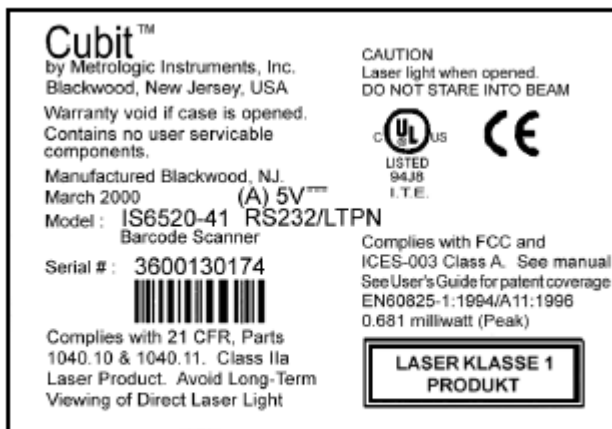 Cubit™
by Metrologic Instruments, Inc.
Blackwood, New Jersey, USA
Warranty void if case is opened.
Contains no user servicable
components.
Manufactured Blackwood, NJ.
March 2000 (A) 5V⎓
Model : IS6520-41 RS232/LTPN
Barcode Scanner
Serial # : 3600130174
Complies with 21 CFR, Parts
1040.10 & 1040.11. Class IIa
Laser Product. Avoid Long-Term
Viewing of Direct Laser Light
CAUTION
Laser light when opened.
DO NOT STARE INTO BEAM
C UL US
LISTED
94J8
I.T.E.
CE
Complies with FCC and
ICES-003 Class A. See manual
See User's Guide for patent coverage
EN60825-1:1994/A11:1996
0.681 milliwatt (Peak)
LASER KLASSE 1
PRODUKT